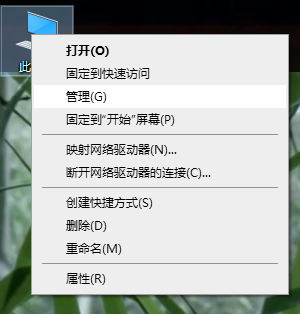 此
打开(O)
固定到快速访问
管理(G)
固定到“开始”屏幕(P)
映射网络驱动器(N)...
断开网络驱动器的连接(C)...
创建快捷方式(S)
删除(D)
重命名(M)
属性(R)